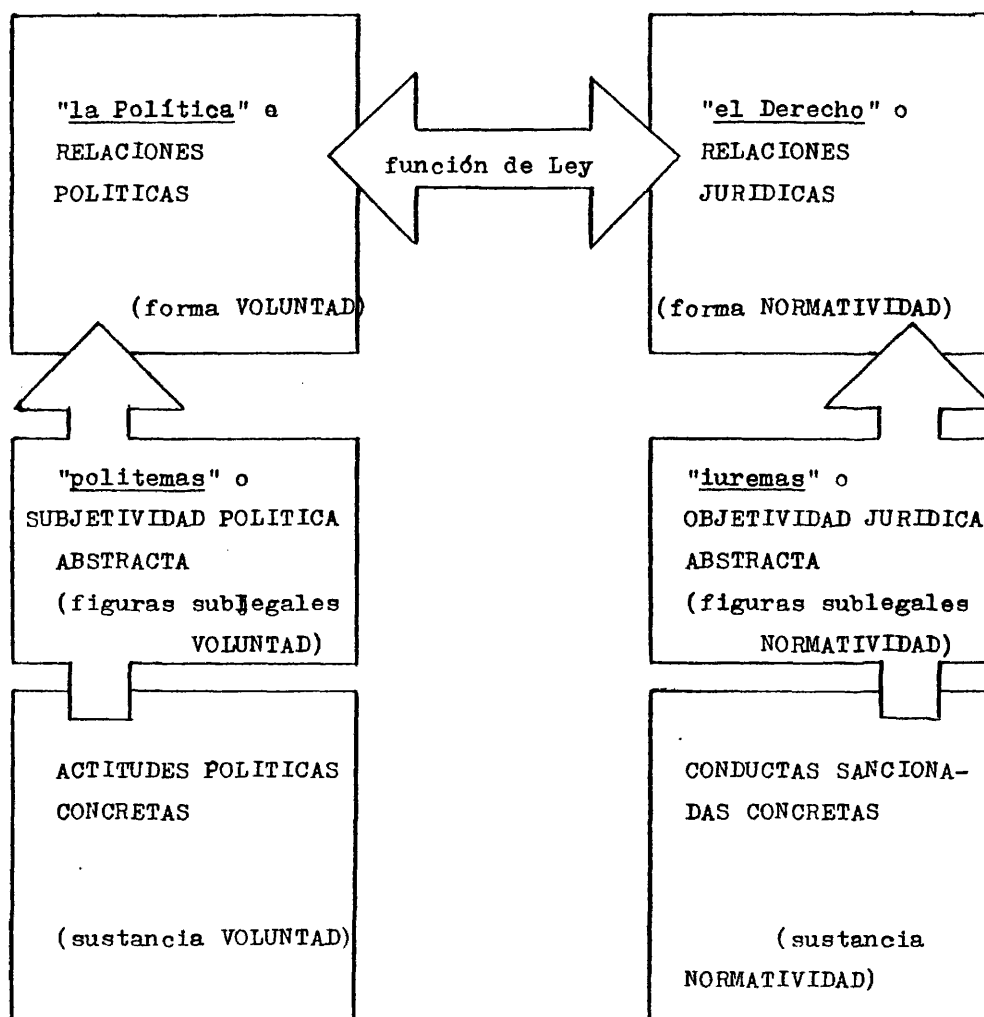 "la Política" e
RELACIONES
POLITICAS
(forma VOLUNTAD)
función de Ley
"el Derecho" o
RELACIONES
JURIDICAS
(forma NORMATIVIDAD)
"politemas" o
SUBJETIVIDAD POLITICA
ABSTRACTA
(figuras sublegales
VOLUNTAD)
"iuremas" o
OBJETIVIDAD JURIDICA
ABSTRACTA
(figuras sublegales
NORMATIVIDAD)
ACTITUDES POLITICAS
CONCRETAS
(sustancia VOLUNTAD)
CONDUCTAS SANCIONA-
DAS CONCRETAS
(sustancia
NORMATIVIDAD)